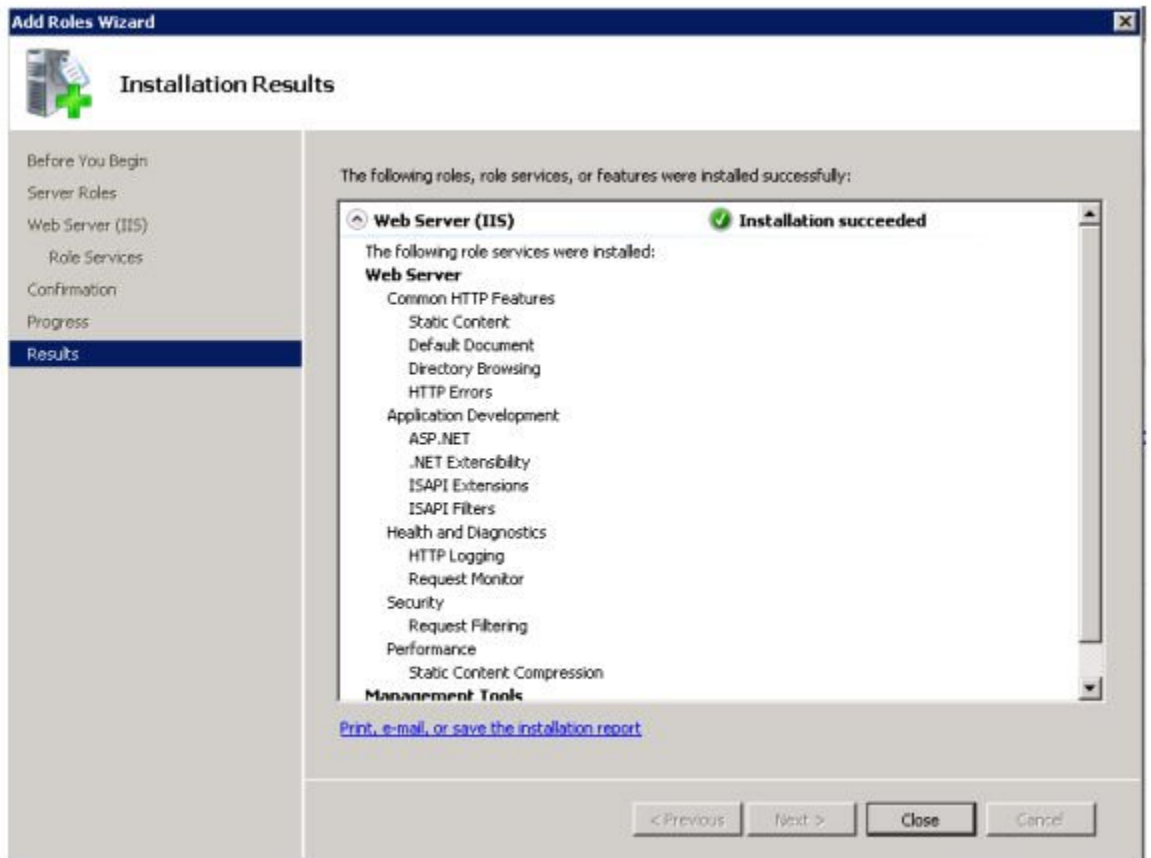 Add Roles Wizard
Installation Results
Before You Begin
Server Roles
Web Server (IIS)
Role Services
Confirmation
Progress
Results
The following roles, role services, or features were installed successfully:
Web Server (IIS) Installation succeeded
The following role services were installed:
Web Server
Common HTTP Features
Static Content
Default Document
Directory Browsing
HTTP Errors
Application Development
ASP.NET
.NET Extensibility
ISAPI Extensions
ISAPI Filters
Health and Diagnostics
HTTP Logging
Request Monitor
Security
Request Filtering
Performance
Static Content Compression
Management Tools
Print, e-mail, or save the installation report
< Previous Next > Close Cancel